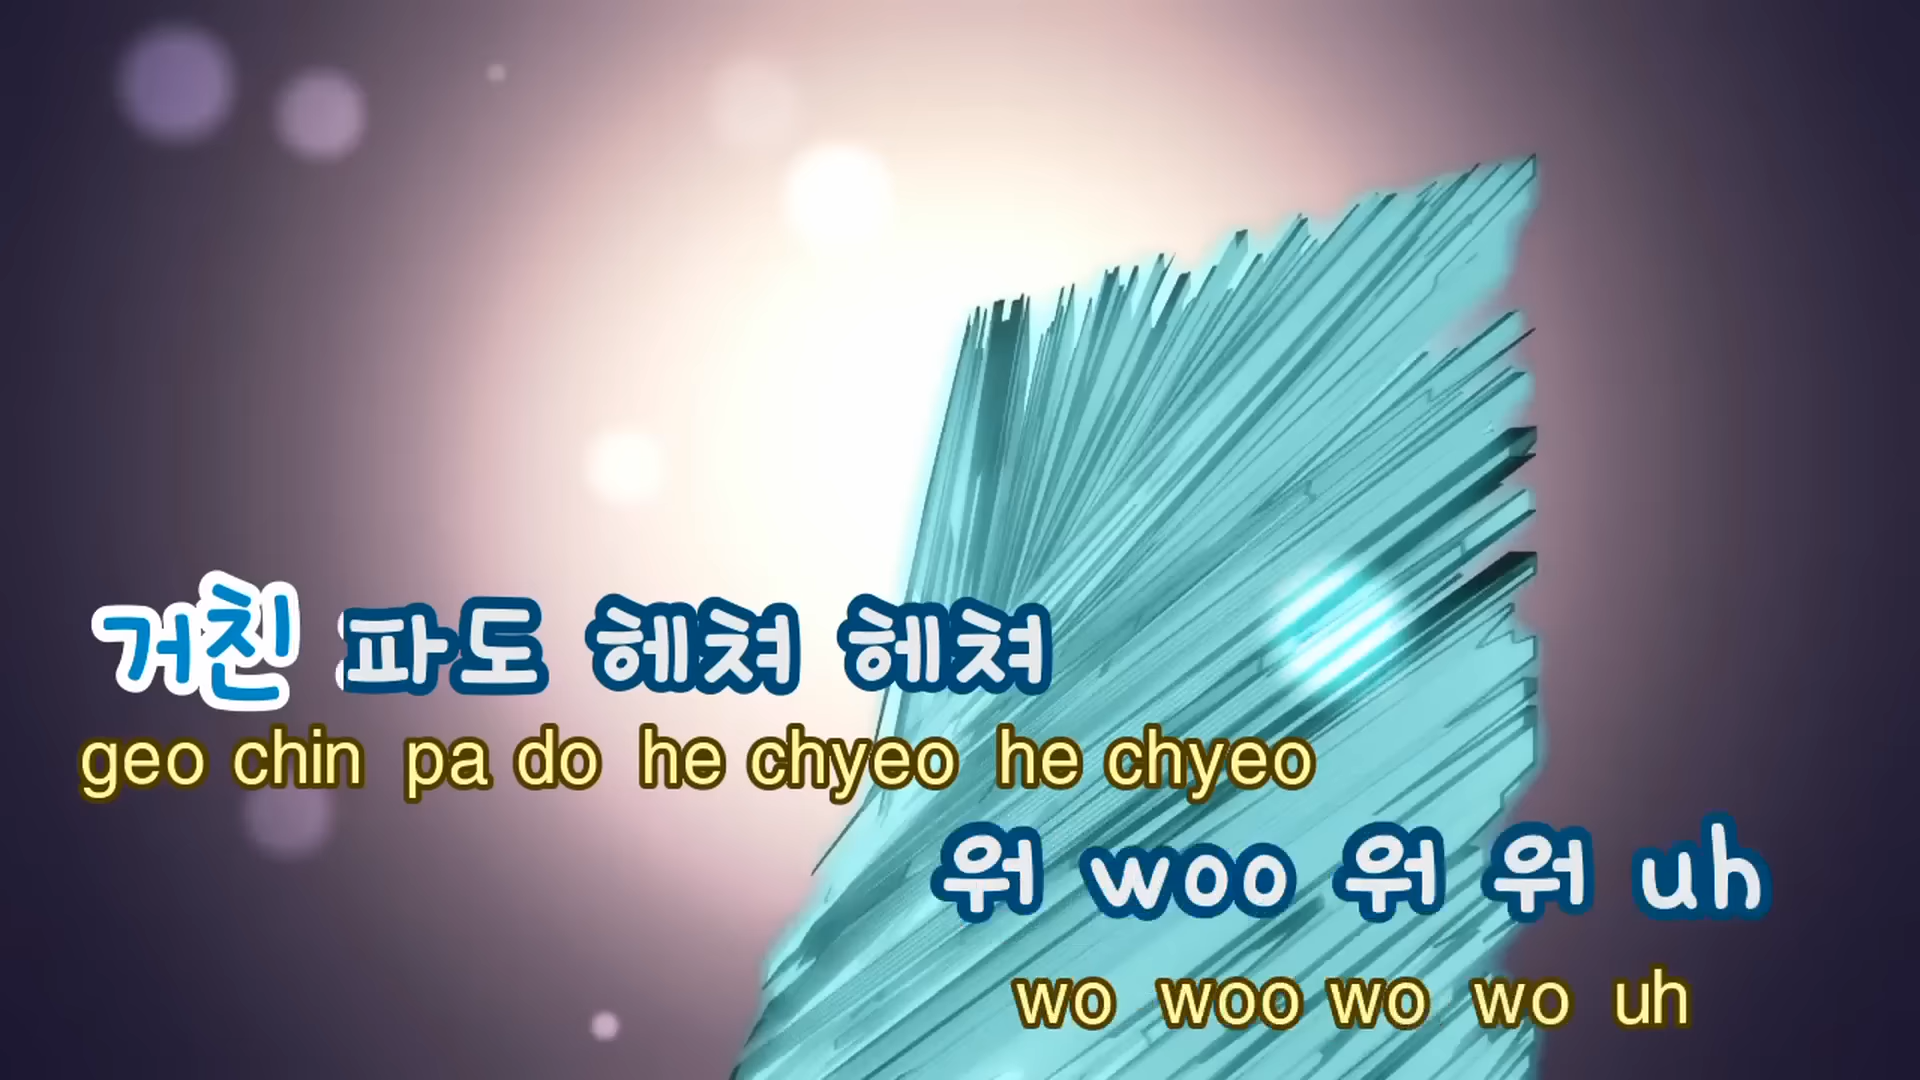 거친 파도 헤쳐 헤쳐
geo chin pa do he chyeo he chyeo
워 woo 워 워 uh
wo woo wo wo uh